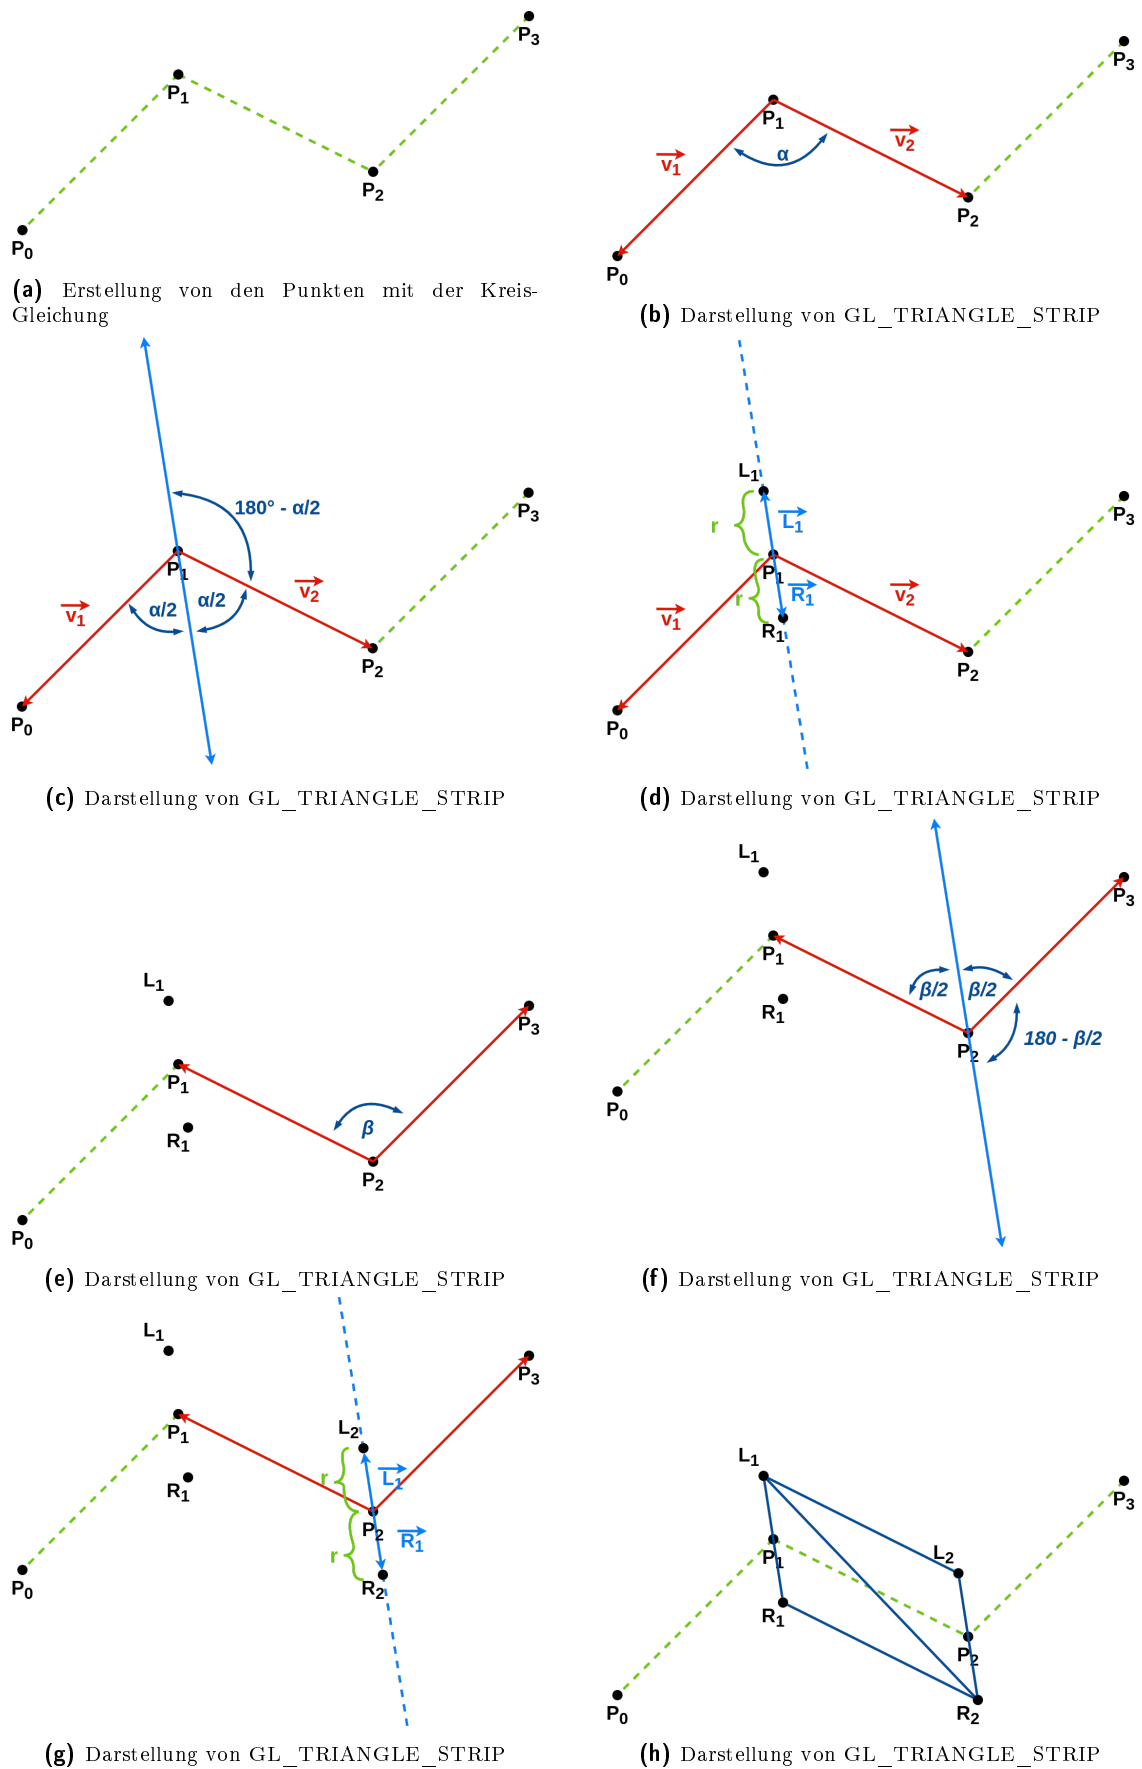 P3
P1
P2
P0
(a) Erstellung von den Punkten mit der Kreis-
Gleichung
P3
P1
v2
α
v1
P2
P0
(b) Darstellung von GL_TRIANGLE_STRIP
180° - α/2
P3
P1
v2
α/2
α/2
v1
P2
P0
(c) Darstellung von GL_TRIANGLE_STRIP
L1
r
L1
P3
P1
R1
v2
r
v1
R1
P2
P0
(d) Darstellung von GL_TRIANGLE_STRIP
L1
P3
P1
β
R1
P2
P0
(e) Darstellung von GL_TRIANGLE_STRIP
L1
P3
P1
β/2
β/2
R1
180 - β/2
P2
P0
(f) Darstellung von GL_TRIANGLE_STRIP
L1
P3
L2
P1
r
L1
R1
P2
R1
r
P0
R2
(g) Darstellung von GL_TRIANGLE_STRIP
L1
P3
P1
L2
R1
P2
P0
R2
(h) Darstellung von GL_TRIANGLE_STRIP